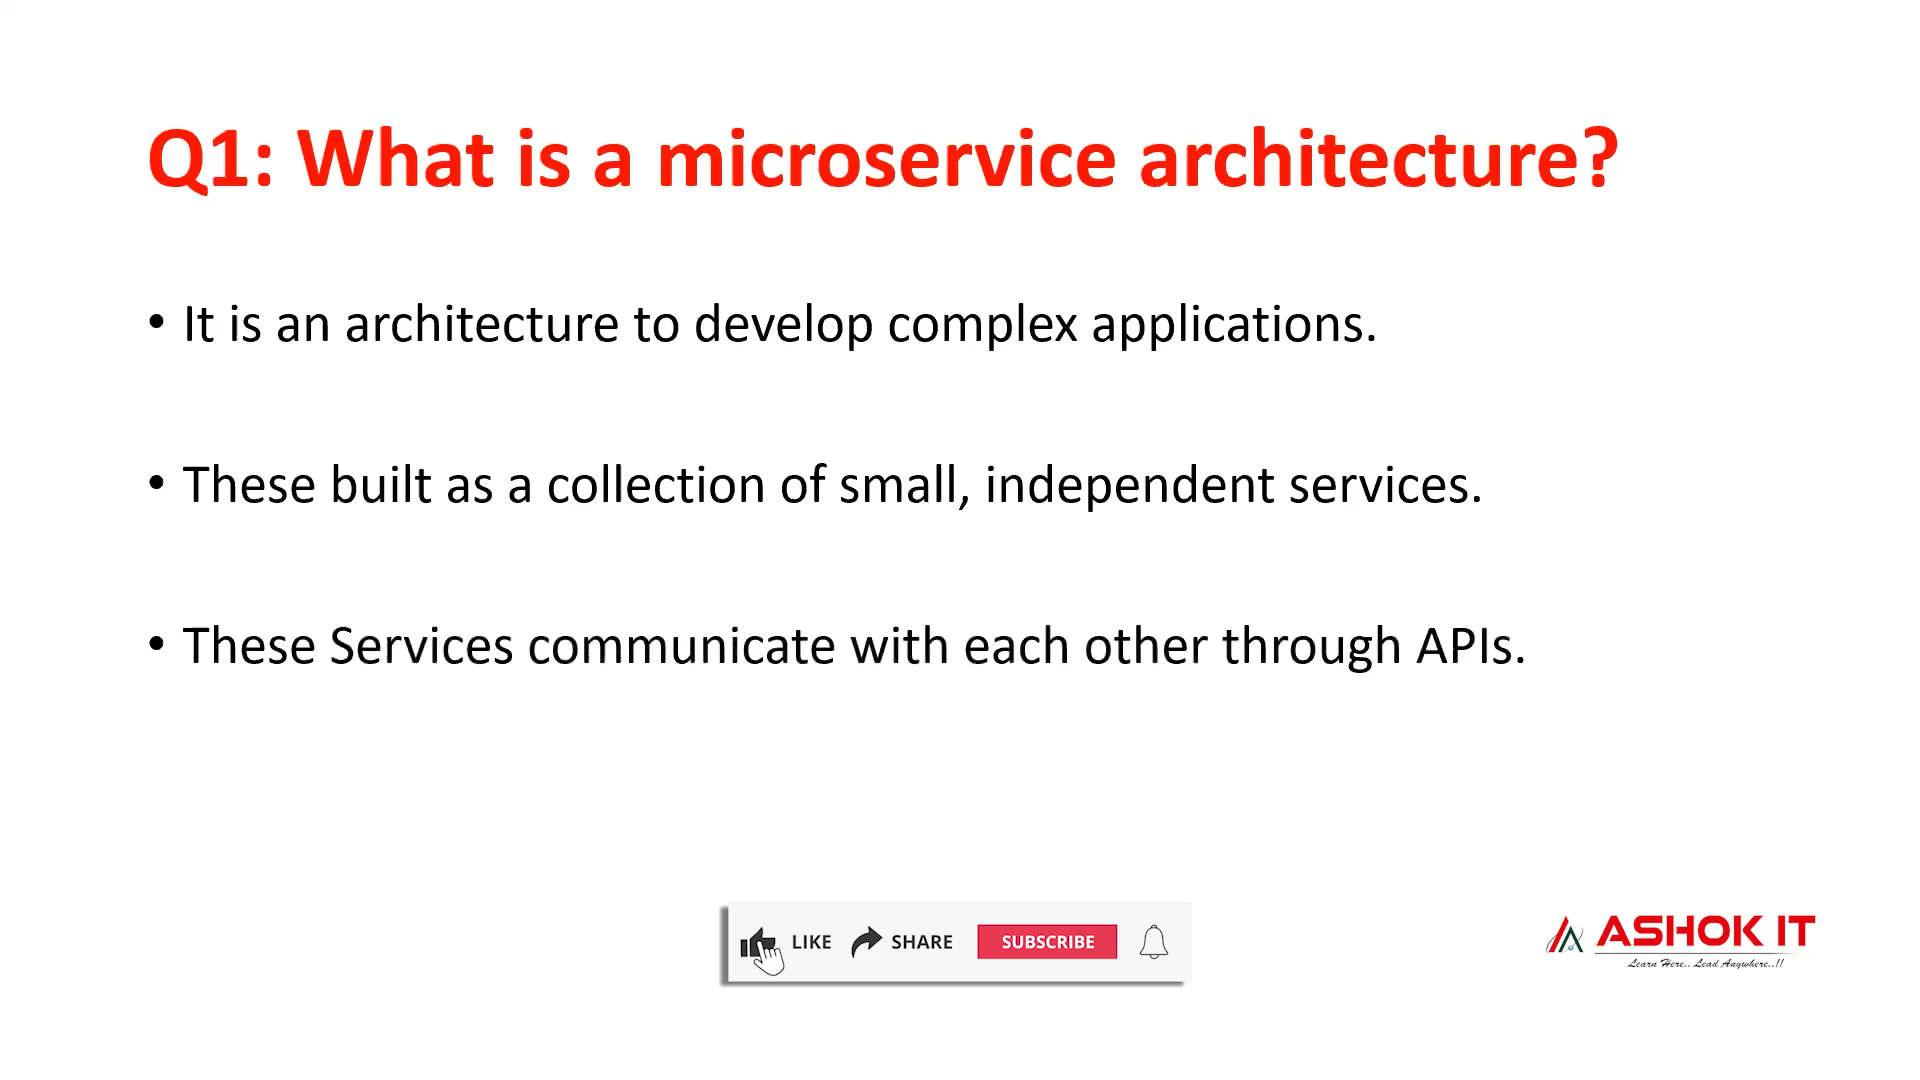 Q1: What is a microservice architecture?
• It is an architecture to develop complex applications.
• These built as a collection of small, independent services.
• These Services communicate with each other through APIs.
LIKE SHARE SUBSCRIBE
ASHOK IT
Learn Here.. Lead Anywhere..!!